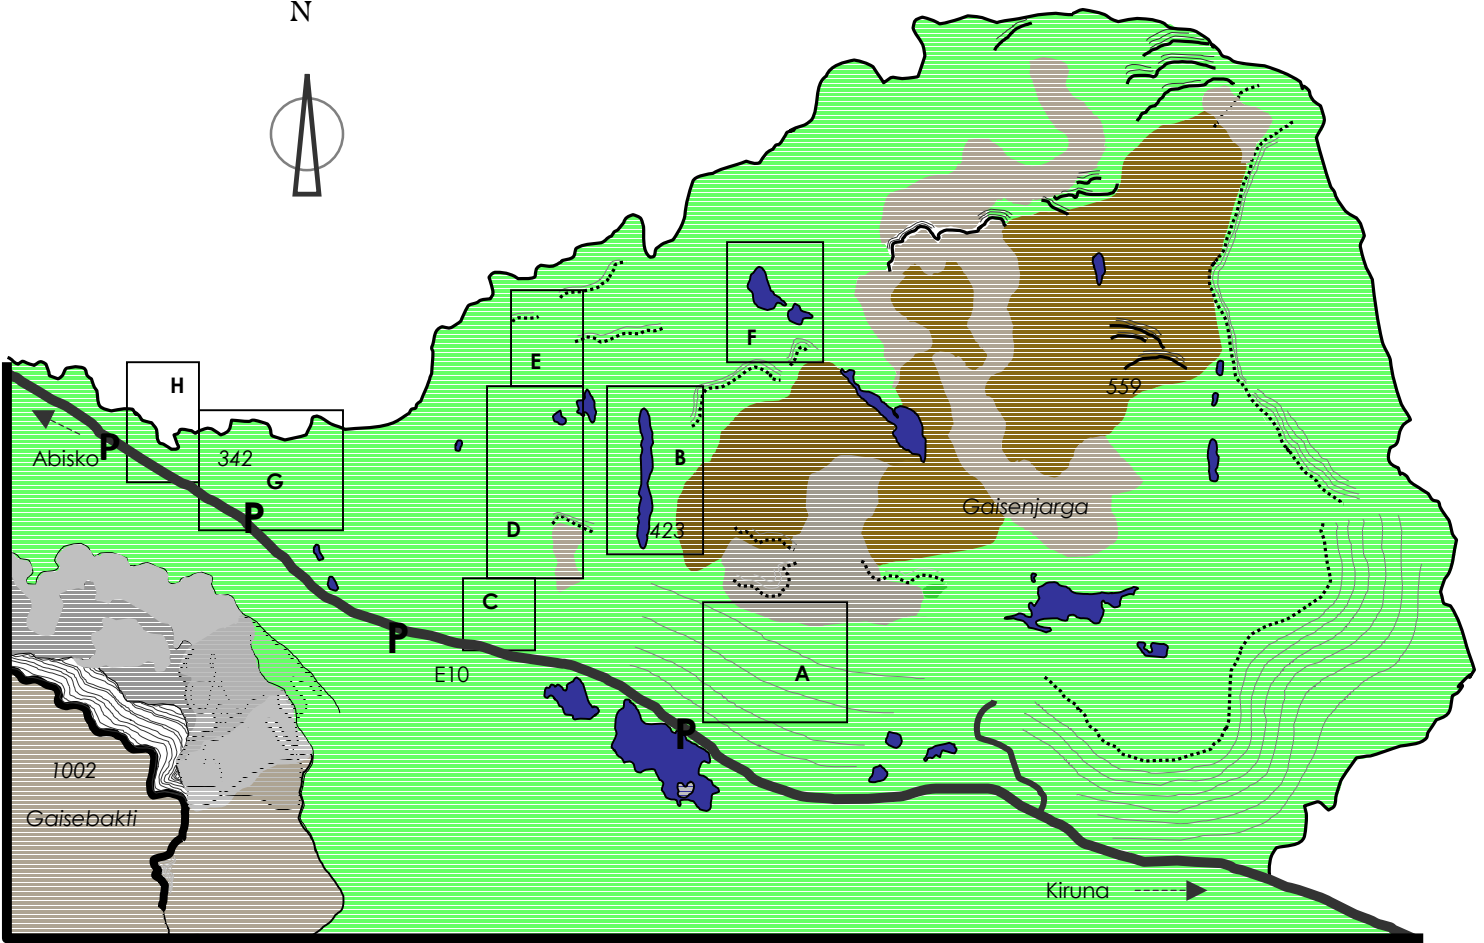 N
F
E
H
559
B
Abisko
P
342
G
Gaisenjarga
P
D
423
C
P
E10
A
P
1002
Gaisebakti
Kiruna